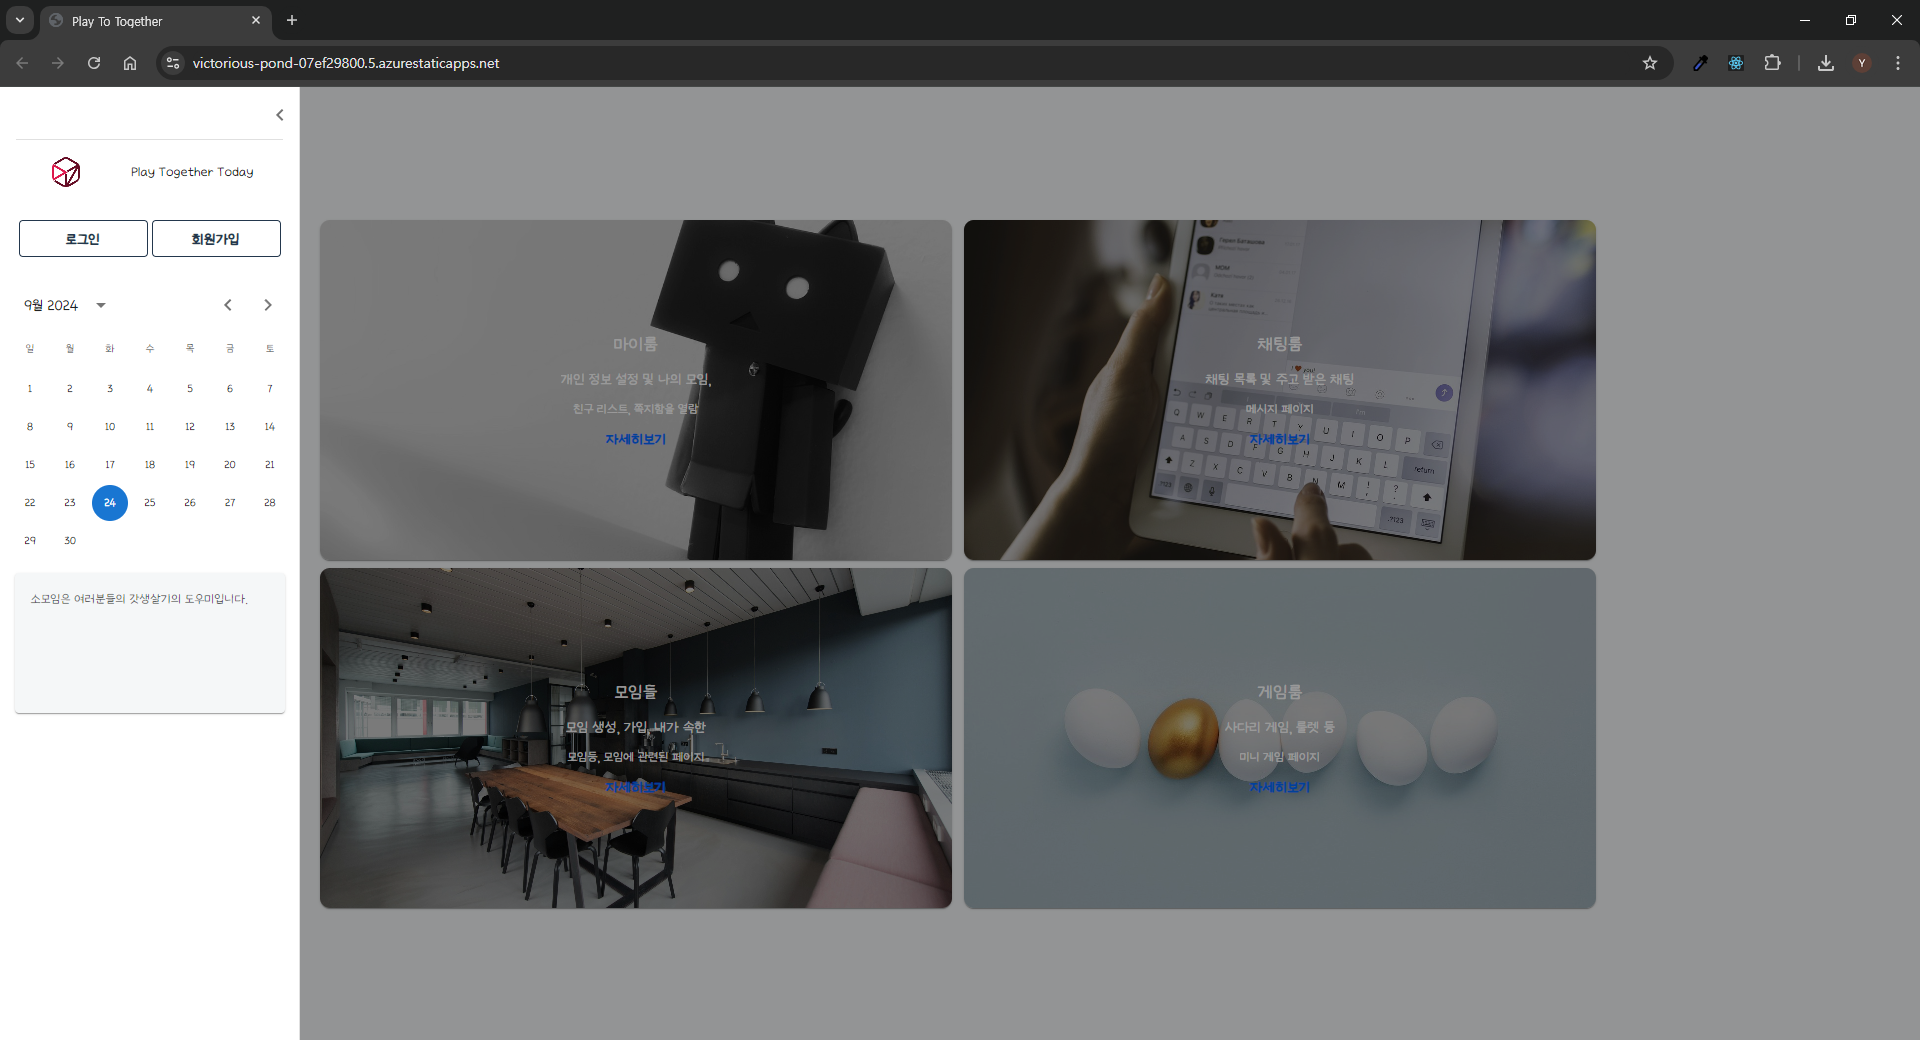 Play To Together
victorious-pond-07ef29800.5.azurestaticapps.net
Y
Play Together Today
로그인 회원가입
9월 2024
일 월 화 수 목 금 토
1 2 3 4 5 6 7
8 9 10 11 12 13 14
15 16 17 18 19 20 21
22 23 24 25 26 27 28
29 30
소모임은 여러분들의 갓생살기의 도우미입니다.
마이룸
개인 정보 설정 및 나의 모임,
친구 리스트, 쪽지함을 열람
자세히보기
채팅룸
채팅 목록 및 주고 받은 채팅
메시지 페이지
자세히보기
MOM
Q W E R T Y U I O P
A S D F G H J K L return
Z X C V B N M ! ?
.?123
모임들
모임 생성, 가입, 내가 속한
모임등, 모임에 관련된 페이지.
자세히보기
게임룸
사다리 게임, 룰렛 등
미니 게임 페이지
자세히보기